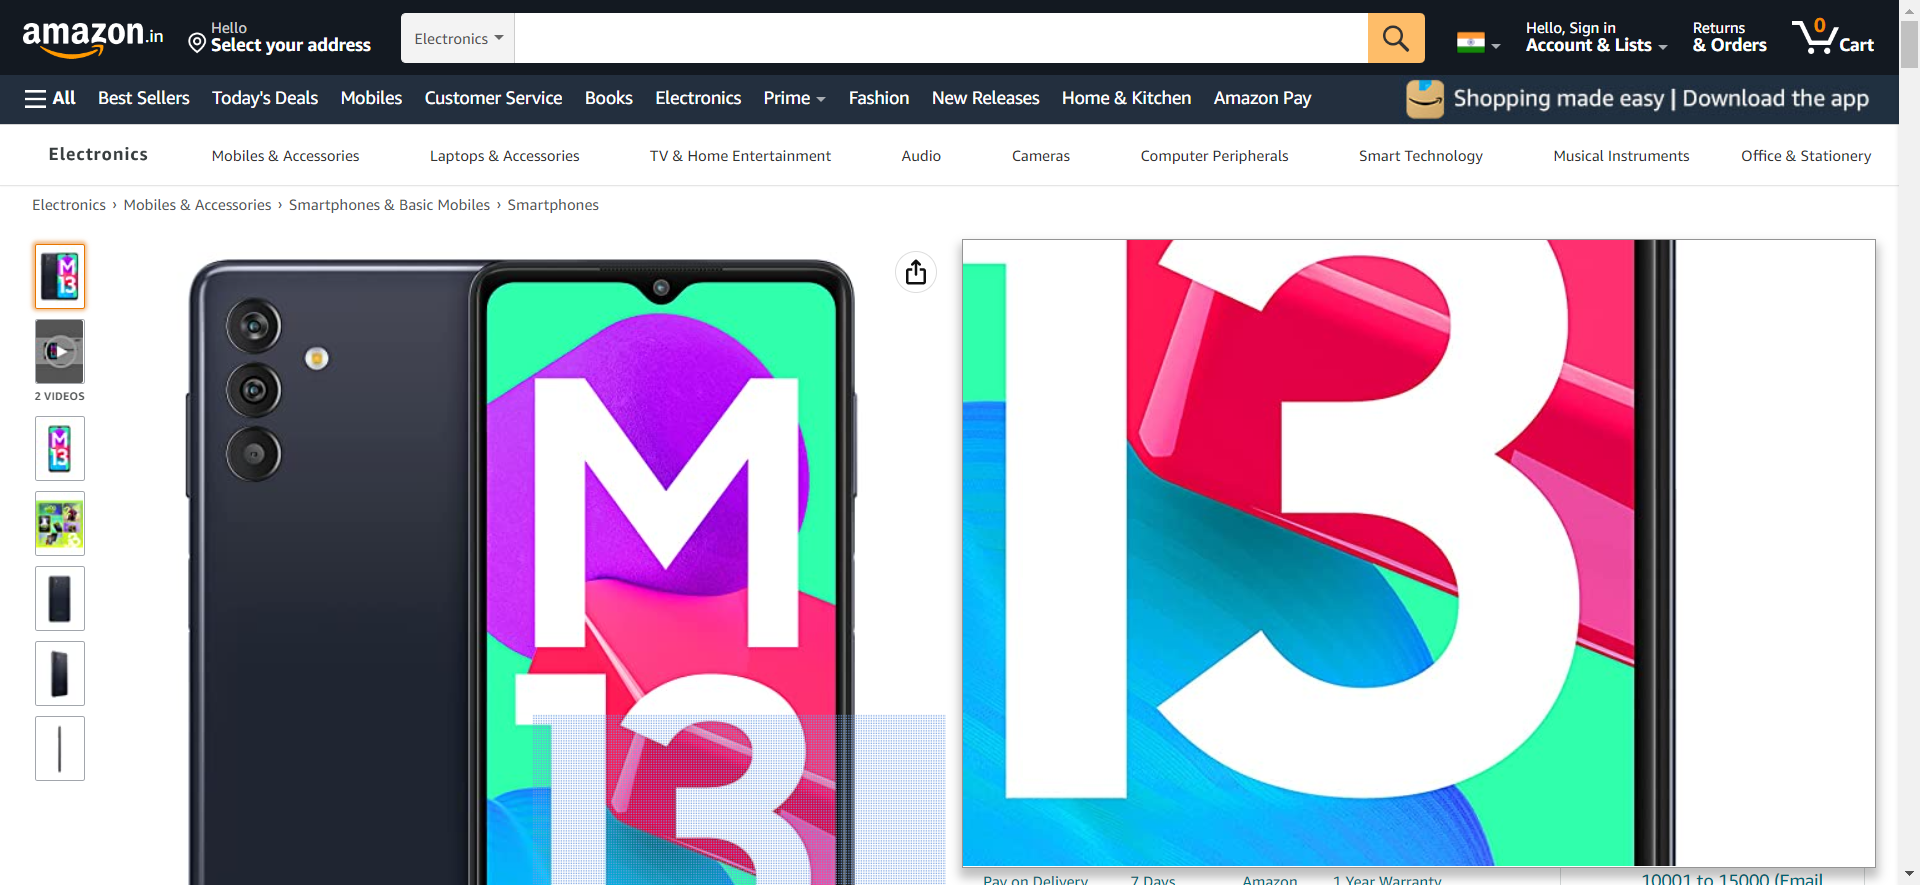 amazon.in
Hello
Select your address
Electronics
Hello, Sign in
Account & Lists
Returns
& Orders
0
Cart
All
Best Sellers
Today's Deals
Mobiles
Customer Service
Books
Electronics
Prime
Fashion
New Releases
Home & Kitchen
Amazon Pay
Shopping made easy | Download the app
Electronics
Mobiles & Accessories
Laptops & Accessories
TV & Home Entertainment
Audio
Cameras
Computer Peripherals
Smart Technology
Musical Instruments
Office & Stationery
Electronics › Mobiles & Accessories › Smartphones & Basic Mobiles › Smartphones
M
13
2 VIDEOS
M
13
M
13
13
Pay on Delivery
7 Days
Amazon
1 Year Warranty
10001 to 15000 (Email